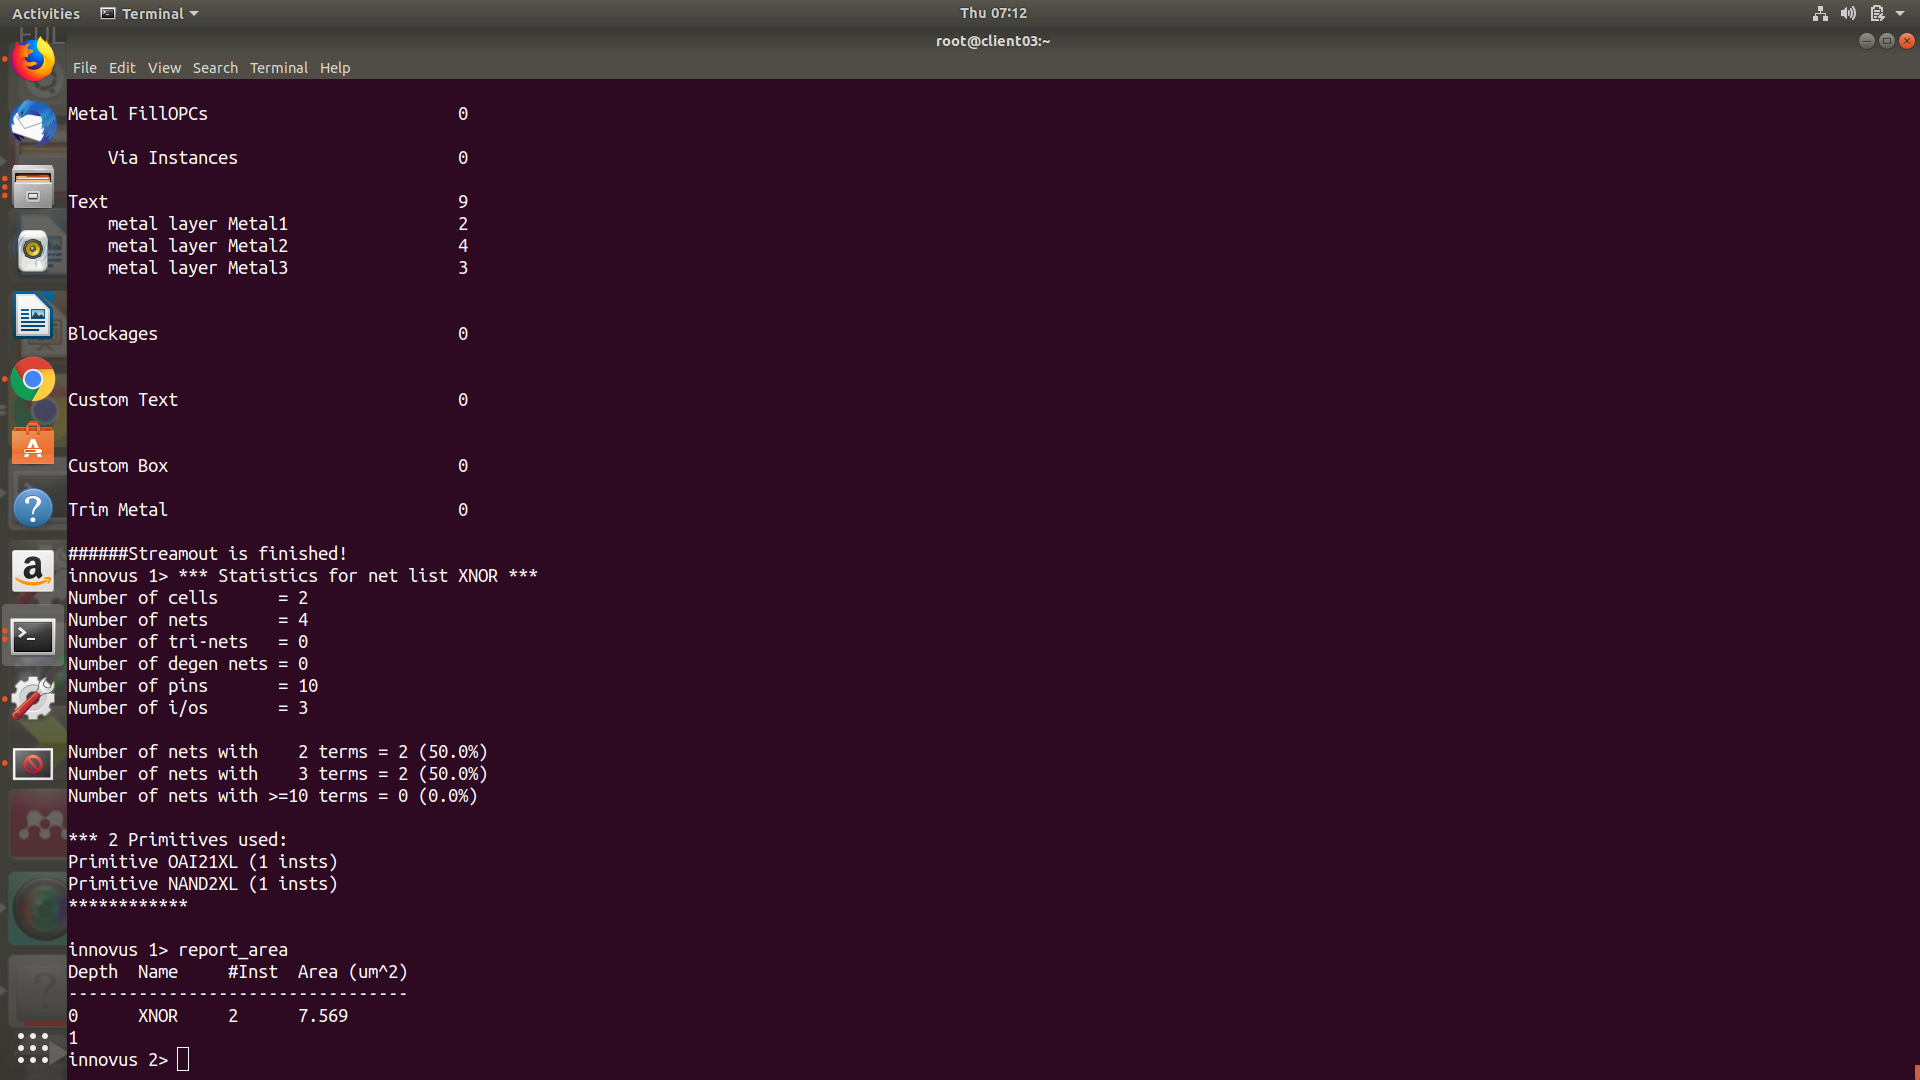 Activities Terminal Thu 07:12
root@client03:~
File Edit View Search Terminal Help
Metal FillOPCs 0
Via Instances 0
Text 9
metal layer Metal1 2
metal layer Metal2 4
metal layer Metal3 3
Blockages 0
Custom Text 0
Custom Box 0
Trim Metal 0
######Streamout is finished!
innovus 1> *** Statistics for net list XNOR ***
Number of cells = 2
Number of nets = 4
Number of tri-nets = 0
Number of degen nets = 0
Number of pins = 10
Number of i/os = 3
Number of nets with 2 terms = 2 (50.0%)
Number of nets with 3 terms = 2 (50.0%)
Number of nets with >=10 terms = 0 (0.0%)
*** 2 Primitives used:
Primitive OAI21XL (1 insts)
Primitive NAND2XL (1 insts)
************
innovus 1> report_area
Depth Name #Inst Area (um^2)
----------------------------------
0 XNOR 2 7.569
1
innovus 2>